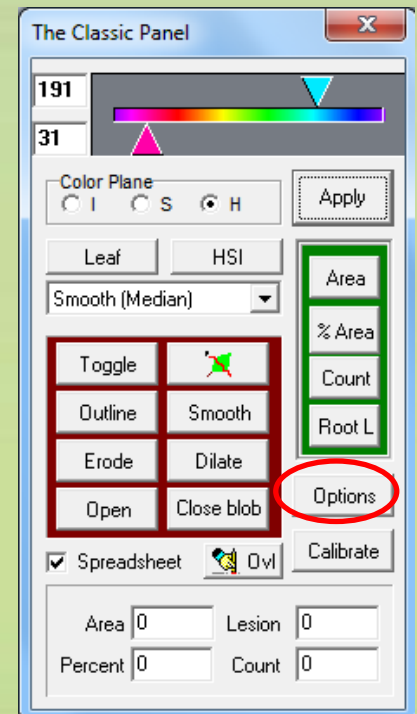 The Classic Panel
191
31
Color Plane
I S H
Apply
Leaf HSI
Smooth (Median)
Area
% Area
Count
Root L
Toggle
Outline Smooth
Erode Dilate
Open Close blob
Options
Calibrate
Spreadsheet Ovl
Area 0 Lesion 0
Percent 0 Count 0